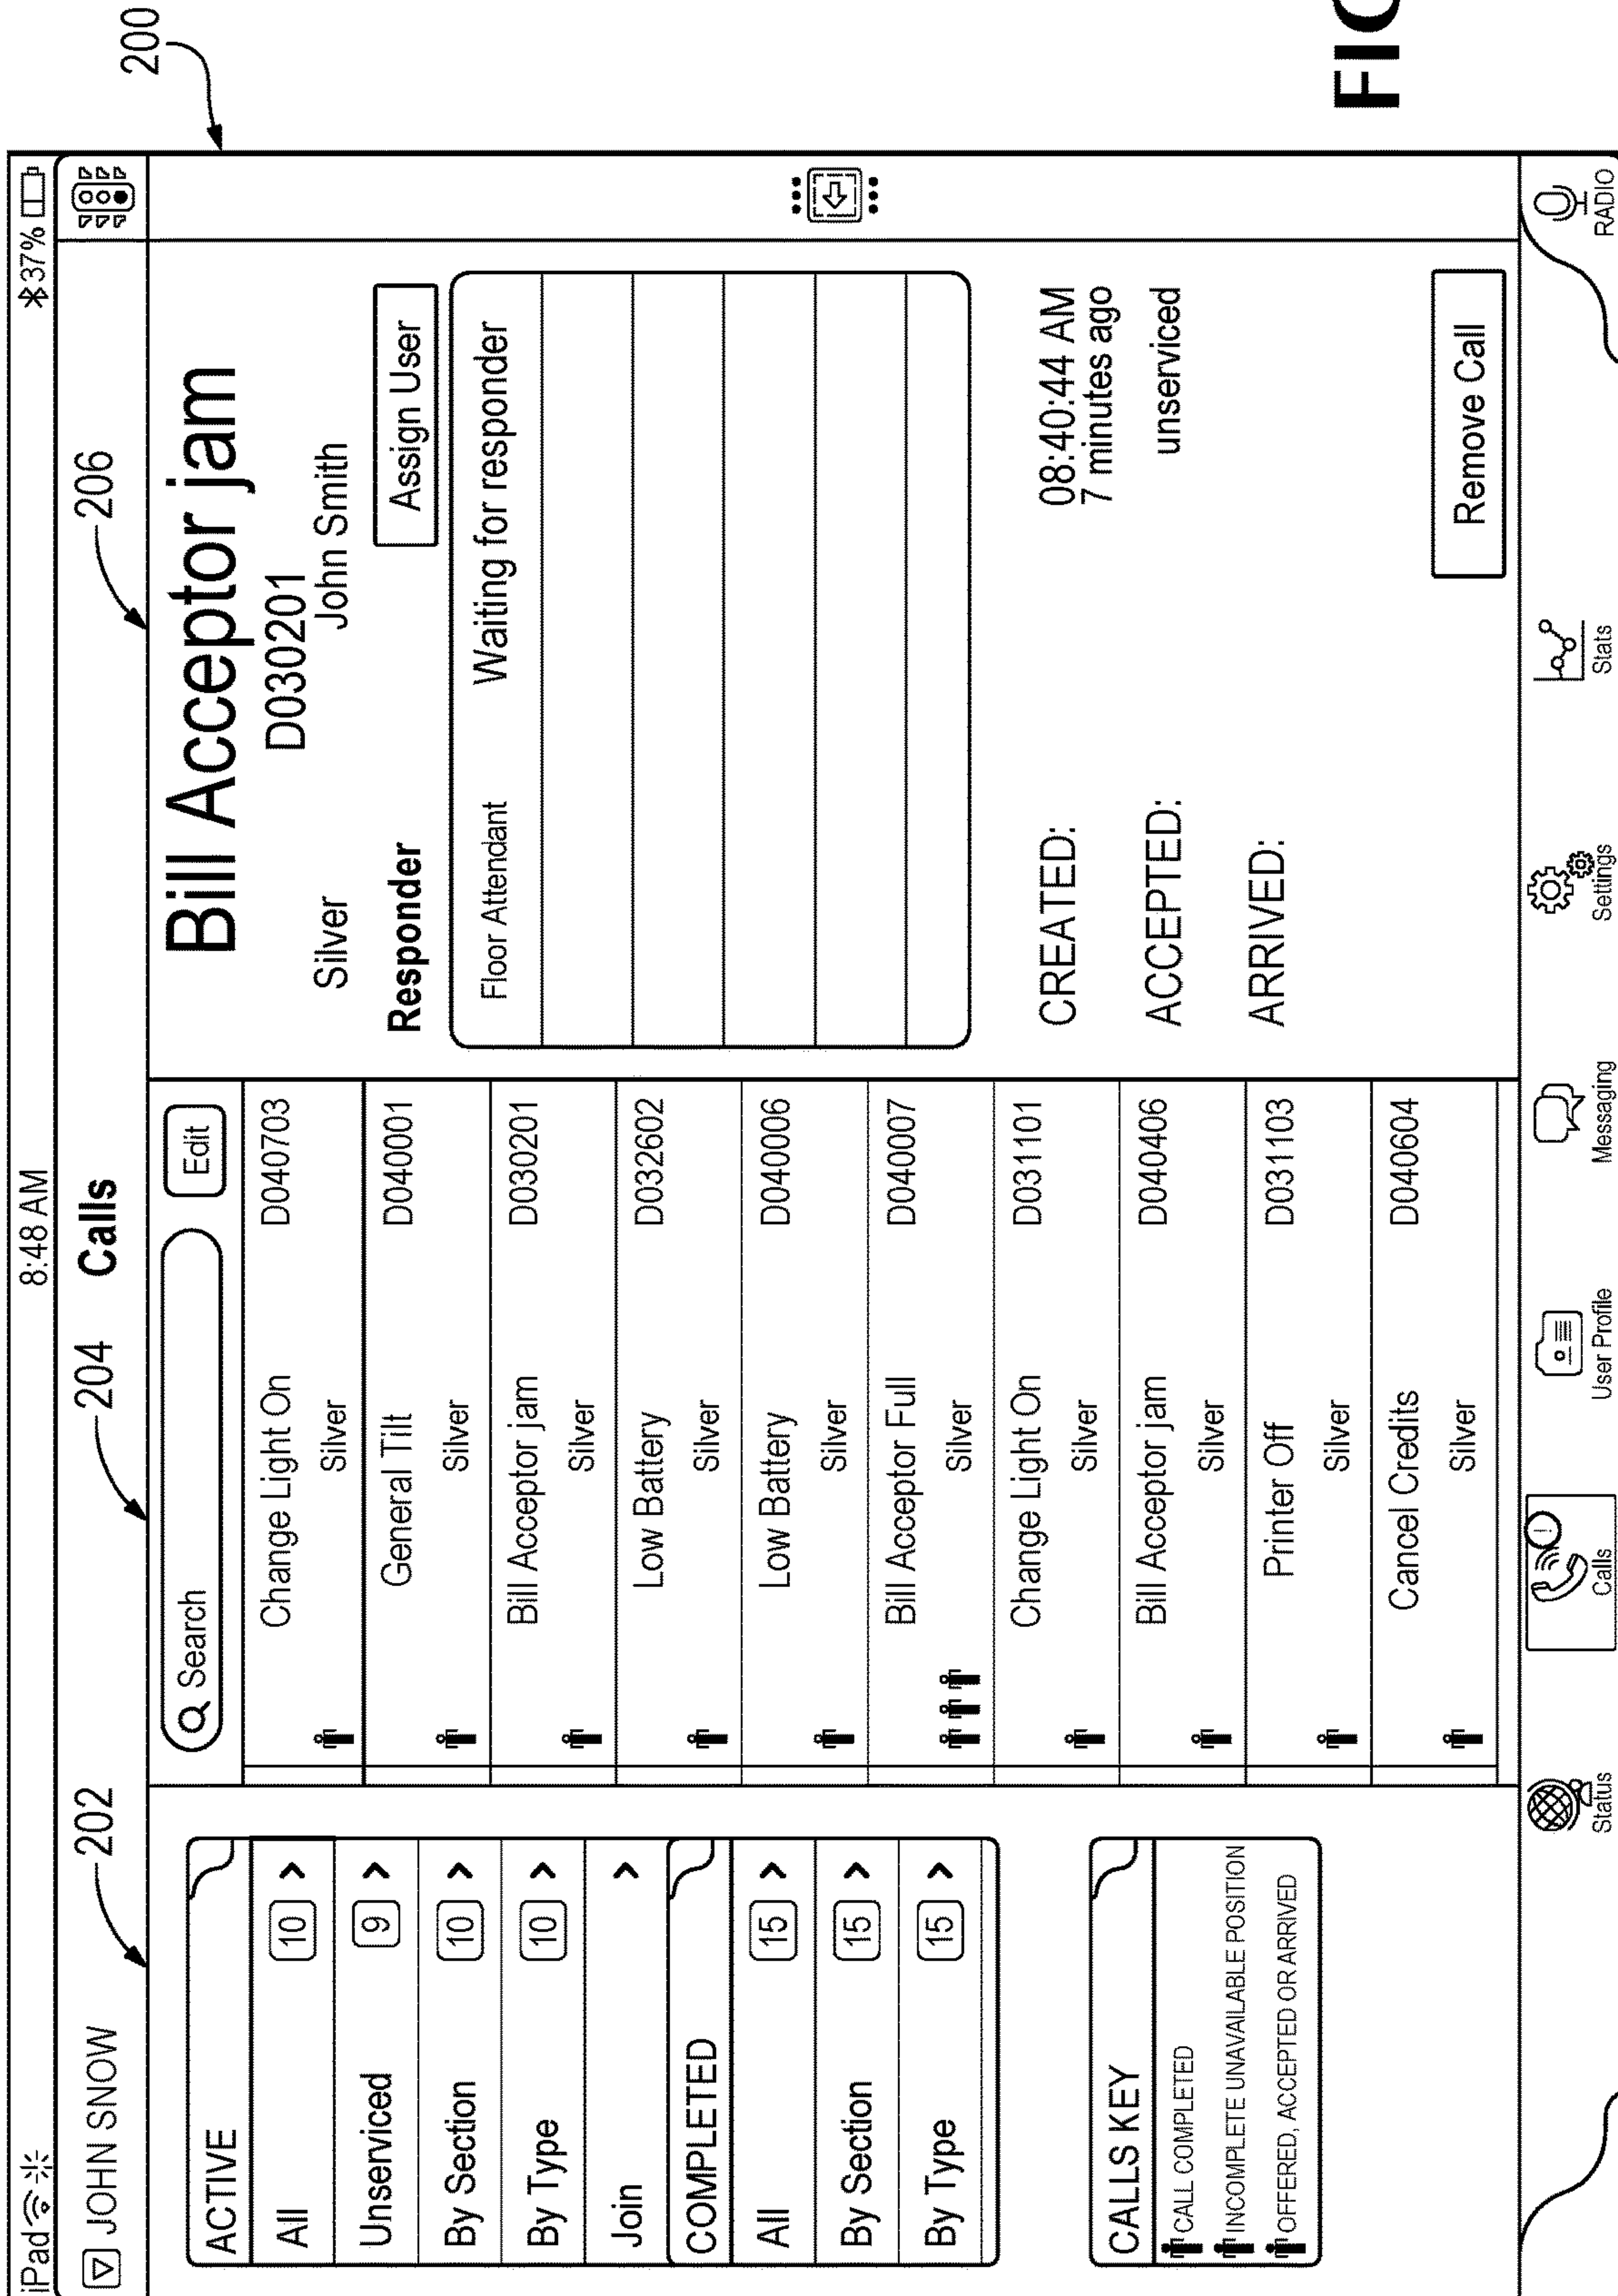 iPad
8:48 AM
37%
JOHN SNOW
202
204
Calls
206
200
ACTIVE
All 10 >
Unserviced 9 >
By Section 10 >
By Type 10 >
Join >
COMPLETED
All 15 >
By Section 15 >
By Type 15 >
CALLS KEY
CALL COMPLETED
INCOMPLETE UNAVAILABLE POSITION
OFFERED, ACCEPTED OR ARRIVED
Search
Edit
Change Light On D040703
Silver
General Tilt D040001
Silver
Bill Acceptor jam D030201
Silver
Low Battery D032602
Silver
Low Battery D040006
Silver
Bill Acceptor Full D040007
Silver
Change Light On D031101
Silver
Bill Acceptor jam D040406
Silver
Printer Off D031103
Silver
Cancel Credits D040604
Silver
Bill Acceptor jam
D030201
Silver John Smith
Responder Assign User
Floor Attendant Waiting for responder
CREATED: 08:40:44 AM
7 minutes ago
ACCEPTED: unserviced
ARRIVED:
Remove Call
Status
Calls
User Profile
Messaging
Settings
Stats
RADIO